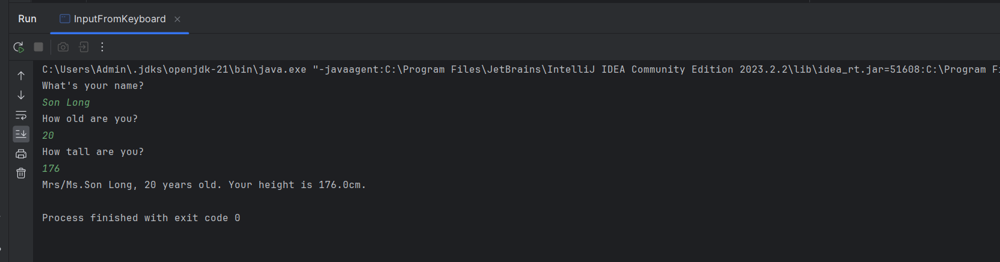 Run InputFromKeyboard
C:\Users\Admin\.jdks\openjdk-21\bin\java.exe "-javaagent:C:\Program Files\JetBrains\IntelliJ IDEA Community Edition 2023.2.2\lib\idea_rt.jar=51608:C:\Program
What's your name?
Son Long
How old are you?
20
How tall are you?
176
Mrs/Ms.Son Long, 20 years old. Your height is 176.0cm.
Process finished with exit code 0